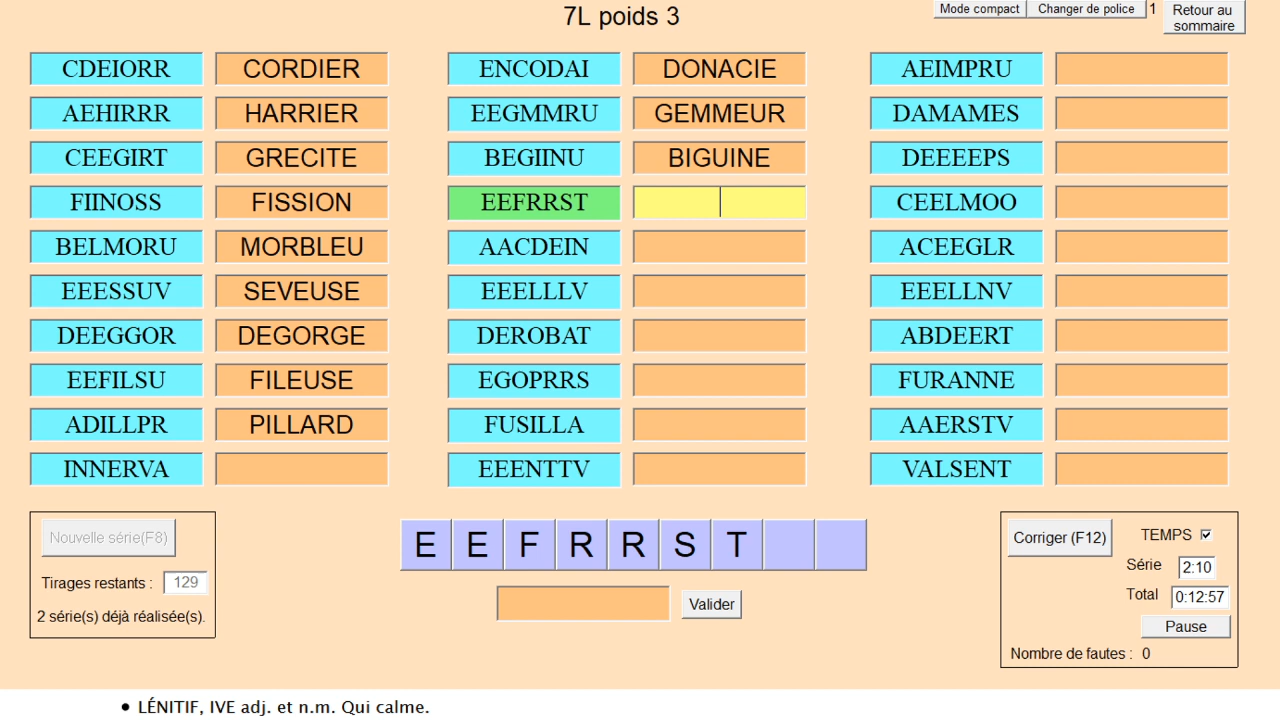 7L poids 3
Mode compact Changer de police 1 Retour au sommaire
CDEIORR CORDIER ENCODAI DONACIE AEIMPRU
AEHIRRR HARRIER EEGMMRU GEMMEUR DAMAMES
CEEGIRT GRECITE BEGIINU BIGUINE DEEEEPS
FIINOSS FISSION EEFRRST CEELMOO
BELMORU MORBLEU AACDEIN ACEEGLR
EEESSUV SEVEUSE EEELLLV EEELLNV
DEEGGOR DEGORGE DEROBAT ABDEERT
EEFILSU FILEUSE EGOPRRS FURANNE
ADILLPR PILLARD FUSILLA AAERSTV
INNERVA EEENTTV VALSENT
Nouvelle série(F8)
Tirages restants : 129
2 série(s) déjà réalisée(s).
E E F R R S T
Valider
Corriger (F12) TEMPS
Série 2:10
Total 0:12:57
Pause
Nombre de fautes : 0
• LÉNITIF, IVE adj. et n.m. Qui calme.